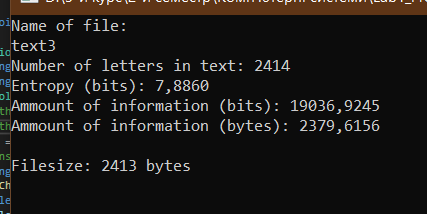 Name of file:
text3
Number of letters in text: 2414
Entropy (bits): 7,8860
Ammount of information (bits): 19036,9245
Ammount of information (bytes): 2379,6156
Filesize: 2413 bytes